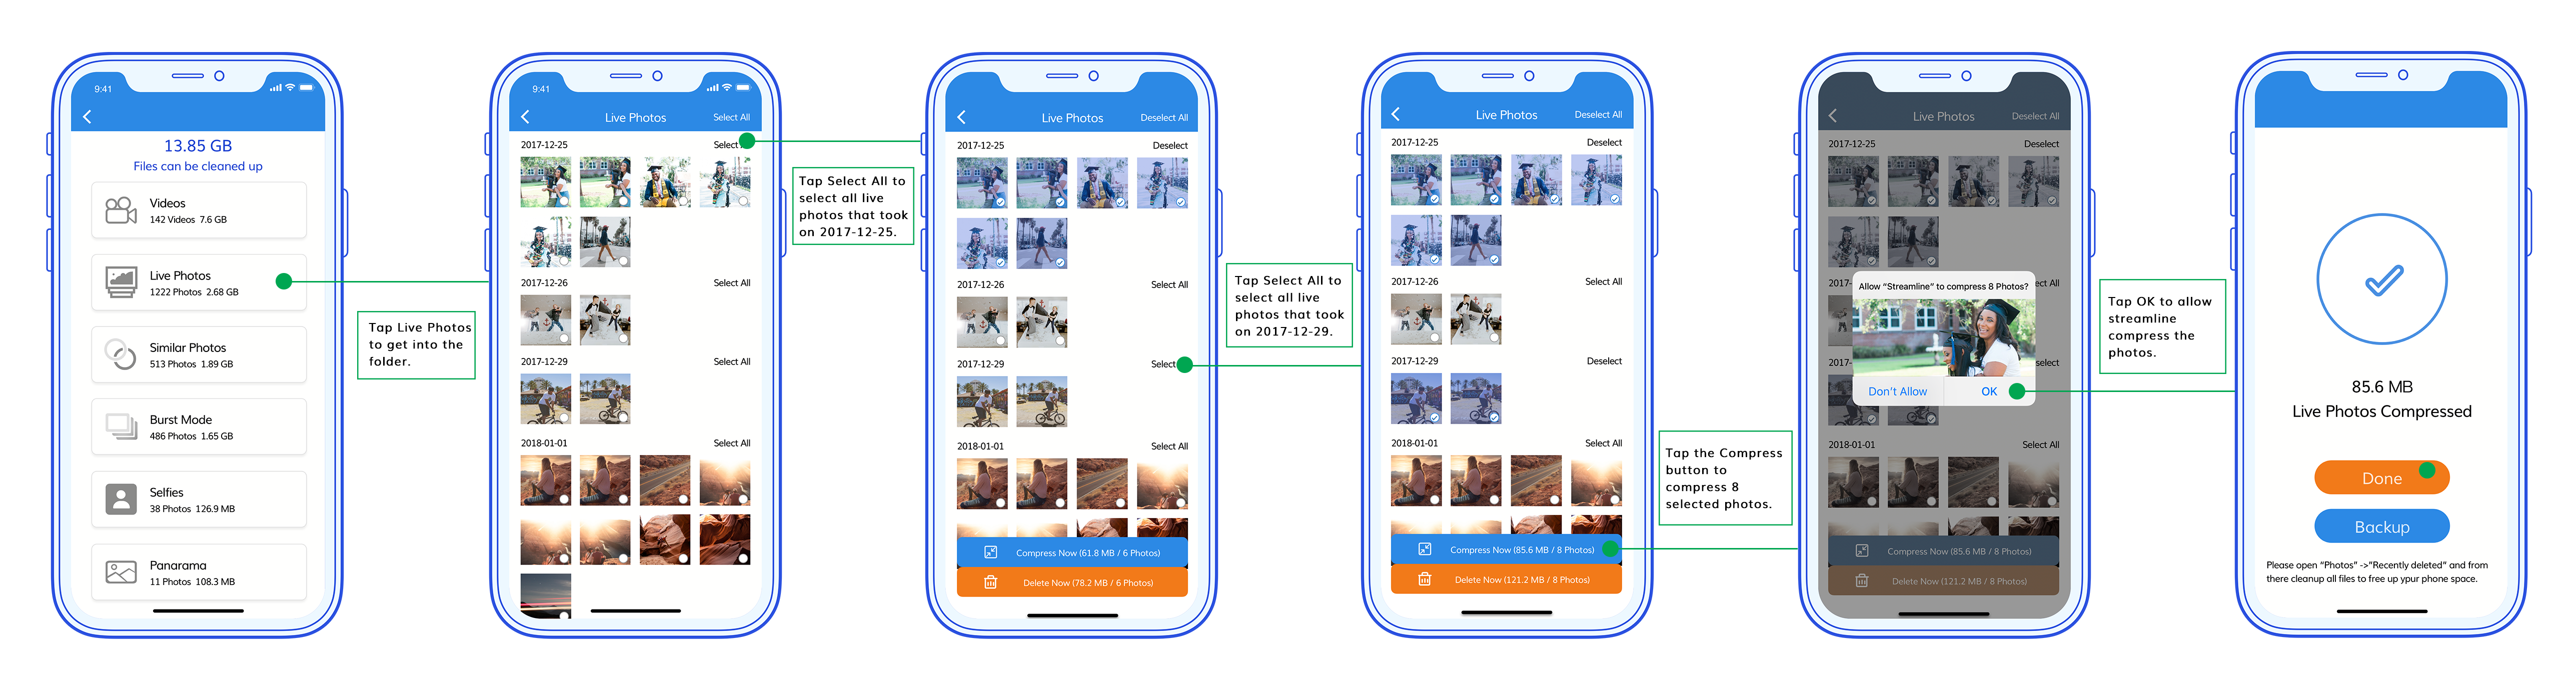 9:41
13.85 GB
Files can be cleaned up
Videos
142 Videos 7.6 GB
Live Photos
1222 Photos 2.68 GB
Similar Photos
513 Photos 1.89 GB
Burst Mode
486 Photos 1.65 GB
Selfies
38 Photos 126.9 MB
Panarama
11 Photos 108.3 MB
Tap Live Photos
to get into the
folder.
9:41
Live Photos Select All
2017-12-25 Select
2017-12-26 Select All
2017-12-29 Select All
2018-01-01 Select All
Tap Select All to
select all live
photos that took
on 2017-12-25.
Live Photos Deselect All
2017-12-25 Deselect
2017-12-26 Select All
2017-12-29 Select
2018-01-01 Select All
Compress Now (61.8 MB / 6 Photos)
Delete Now (78.2 MB / 6 Photos)
Tap Select All to
select all live
photos that took
on 2017-12-29.
Live Photos Deselect All
2017-12-25 Deselect
2017-12-26 Select All
2017-12-29 Deselect
2018-01-01 Select All
Compress Now (85.6 MB / 8 Photos)
Delete Now (121.2 MB / 8 Photos)
Tap the Compress
button to
compress 8
selected photos.
Live Photos Deselect All
2017-12-25 Deselect
2017- ect All
Allow “Streamline” to compress 8 Photos?
2017- select
Don’t Allow OK
2018-01-01 Select All
Compress Now (85.6 MB / 8 Photos)
Delete Now (121.2 MB / 8 Photos)
Tap OK to allow
streamline
compress the
photos.
85.6 MB
Live Photos Compressed
Done
Backup
Please open “Photos” ->”Recently deleted” and from
there cleanup all files to free up ypur phone space.